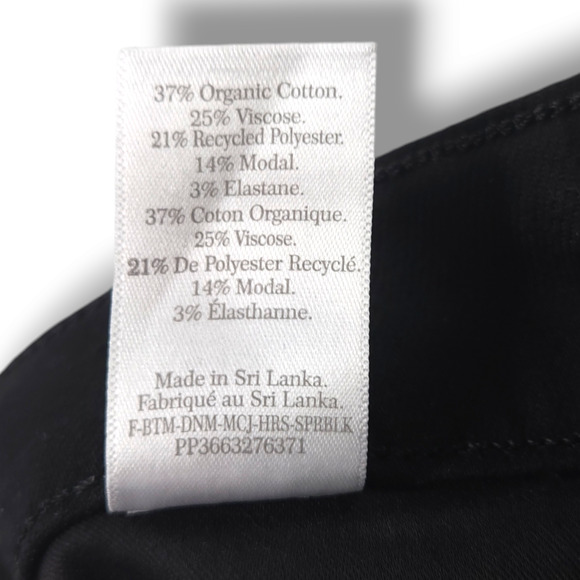 37% Organic Cotton.
25% Viscose.
21% Recycled Polyester.
14% Modal.
3% Elastane.
37% Coton Organique.
25% Viscose.
21% De Polyester Recyclé.
14% Modal.
3% Élasthanne.
Made in Sri Lanka.
Fabriqué au Sri Lanka.
F-BTM-DNM-MCJ-HRS-SPRBLK
PP3663276371